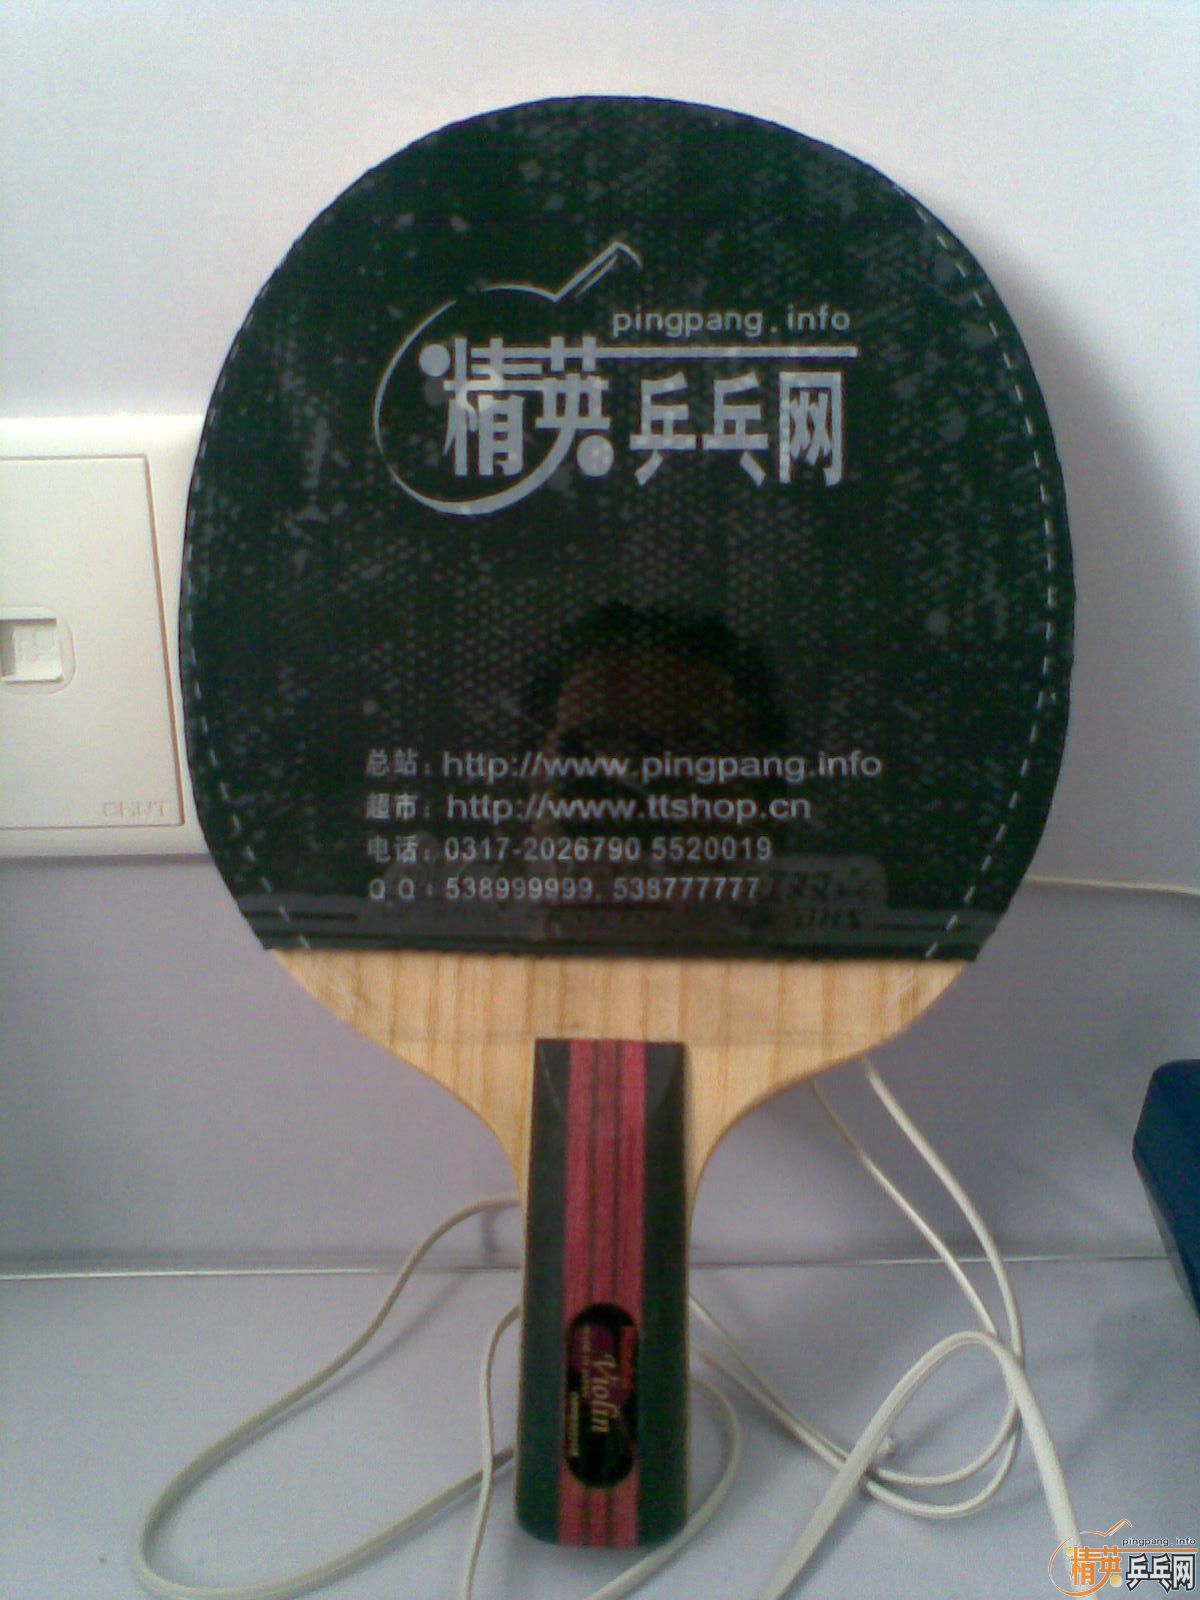 pingpang.info
精英乒乓网
总站：http://www.pingpang.info
超市：http://www.ttshop.cn
电话：0317-2026790 5520019
QQ：538999999. 538777777
CHNT
Violin
pingpang.info
精英乒乓网